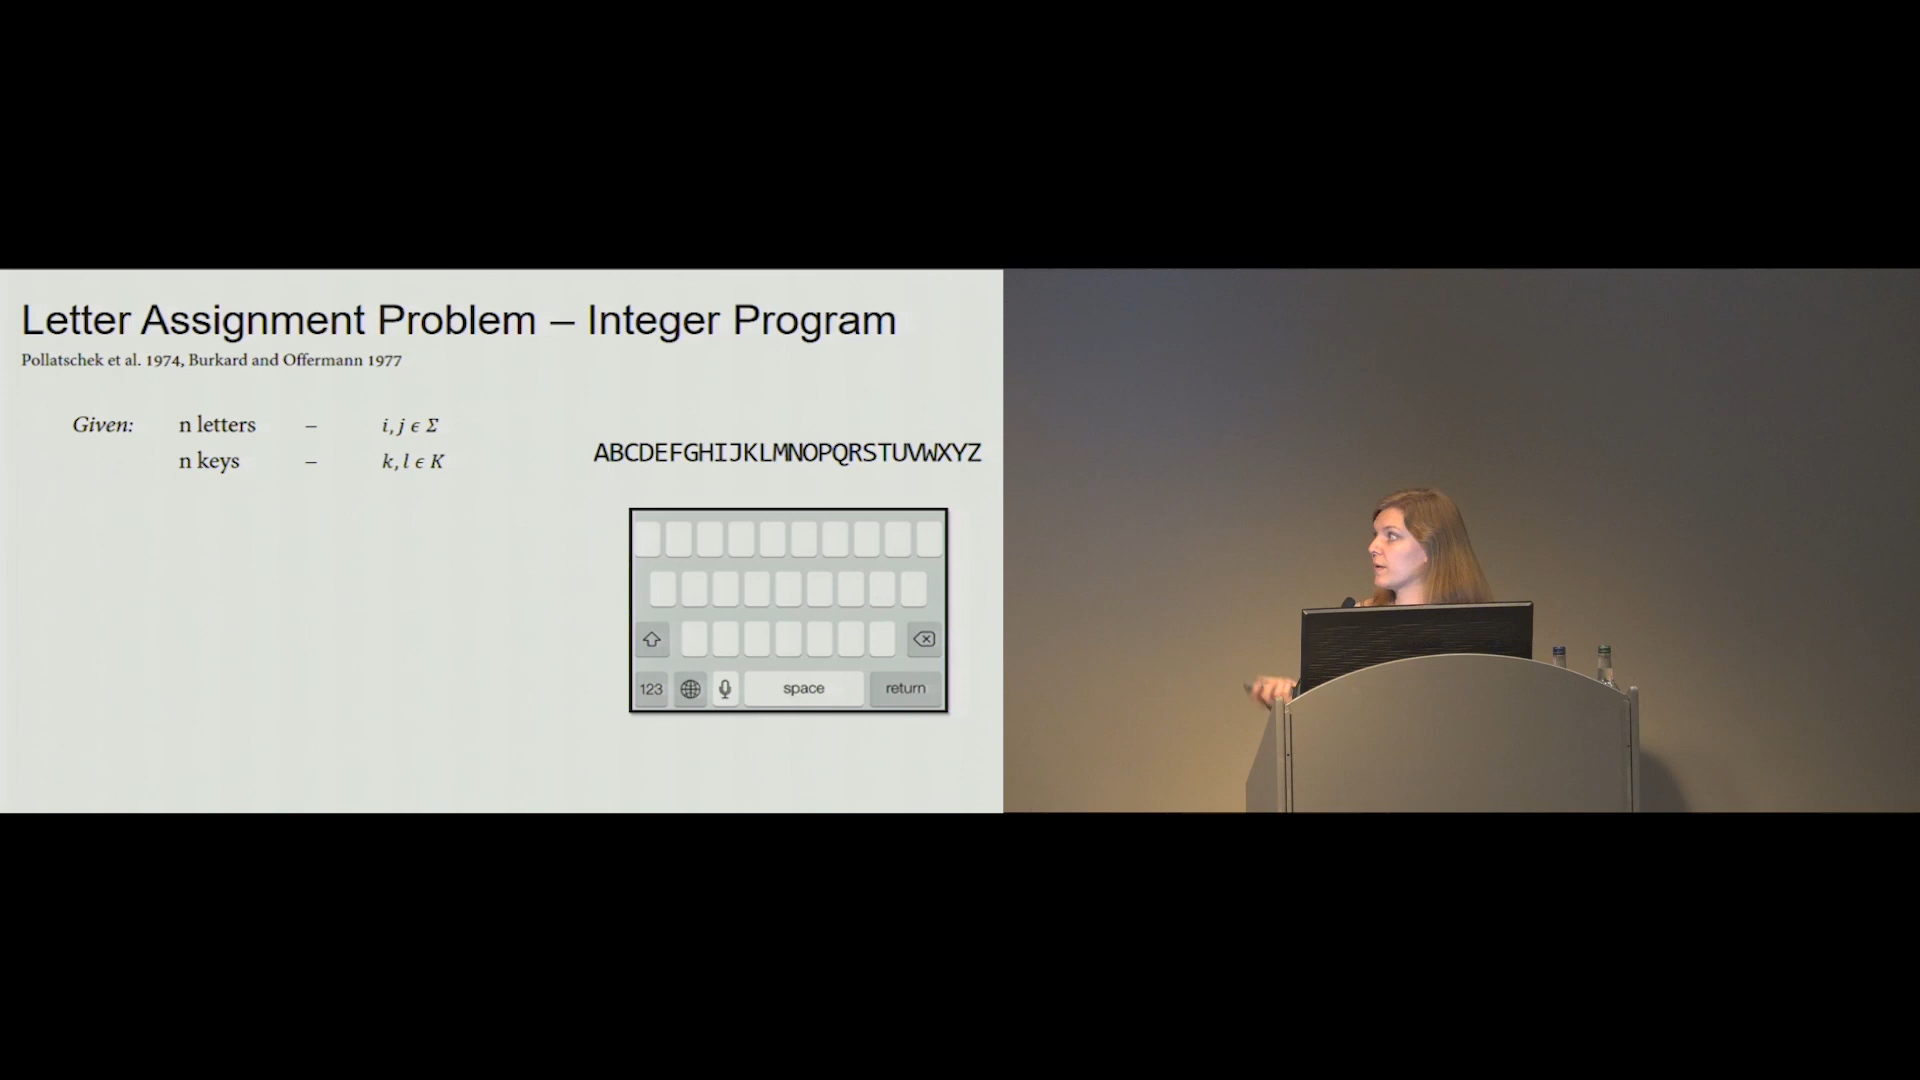 Letter Assignment Problem – Integer Program
Pollatschek et al. 1974, Burkard and Offermann 1977
Given: n letters – i, j ϵ Σ
n keys – k, l ϵ K
ABCDEFGHIJKLMNOPQRSTUVWXYZ
123 space return